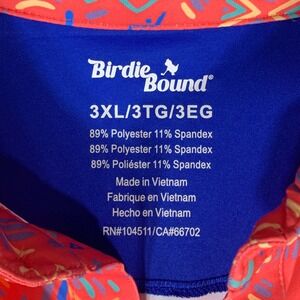 Birdie
Bound®
3XL/3TG/3EG
89% Polyester 11% Spandex
89% Polyester 11% Spandex
89% Poliéster 11% Spandex
Made in Vietnam
Fabrique en Vietnam
Hecho en Vietnam
RN#104511/CA#66702